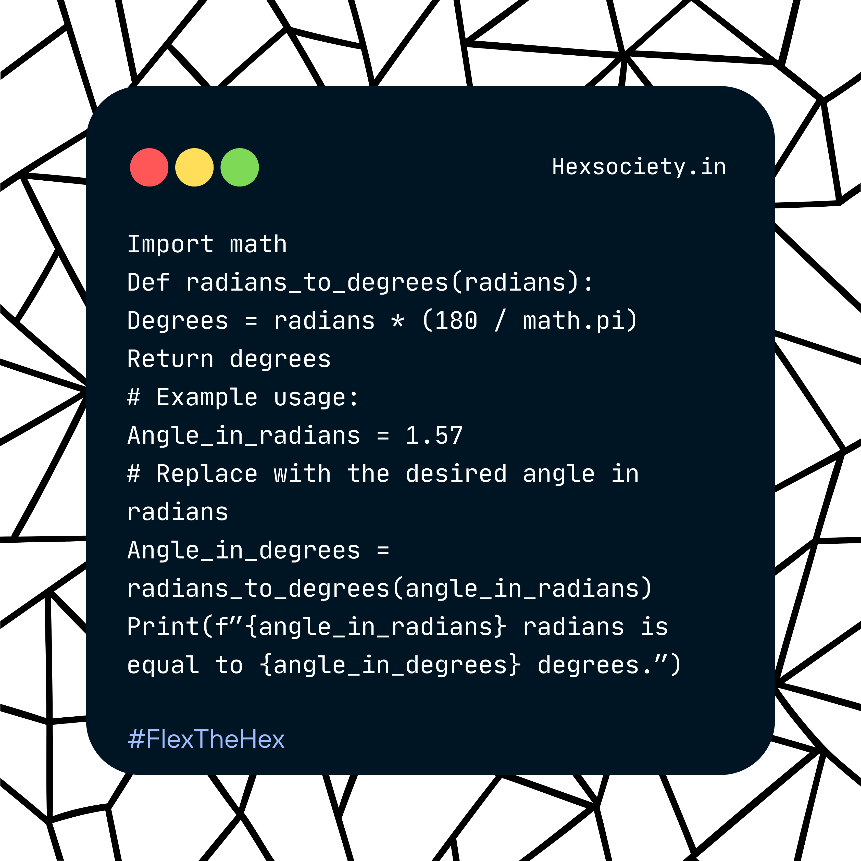 Hexsociety.in
Import math
Def radians_to_degrees(radians):
Degrees = radians * (180 / math.pi)
Return degrees
# Example usage:
Angle_in_radians = 1.57
# Replace with the desired angle in
radians
Angle_in_degrees =
radians_to_degrees(angle_in_radians)
Print(f”{angle_in_radians} radians is
equal to {angle_in_degrees} degrees.”)
#FlexTheHex